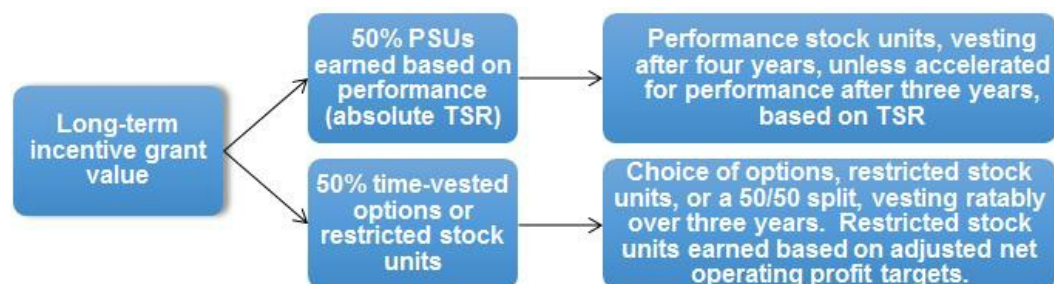 Long-term
incentive grant
value
50% PSUs
earned based on
performance
(absolute TSR)
Performance stock units, vesting
after four years, unless accelerated
for performance after three years,
based on TSR
50% time-vested
options or
restricted stock
units
Choice of options, restricted stock
units, or a 50/50 split, vesting ratably
over three years.  Restricted stock
units earned based on adjusted net
operating profit targets.